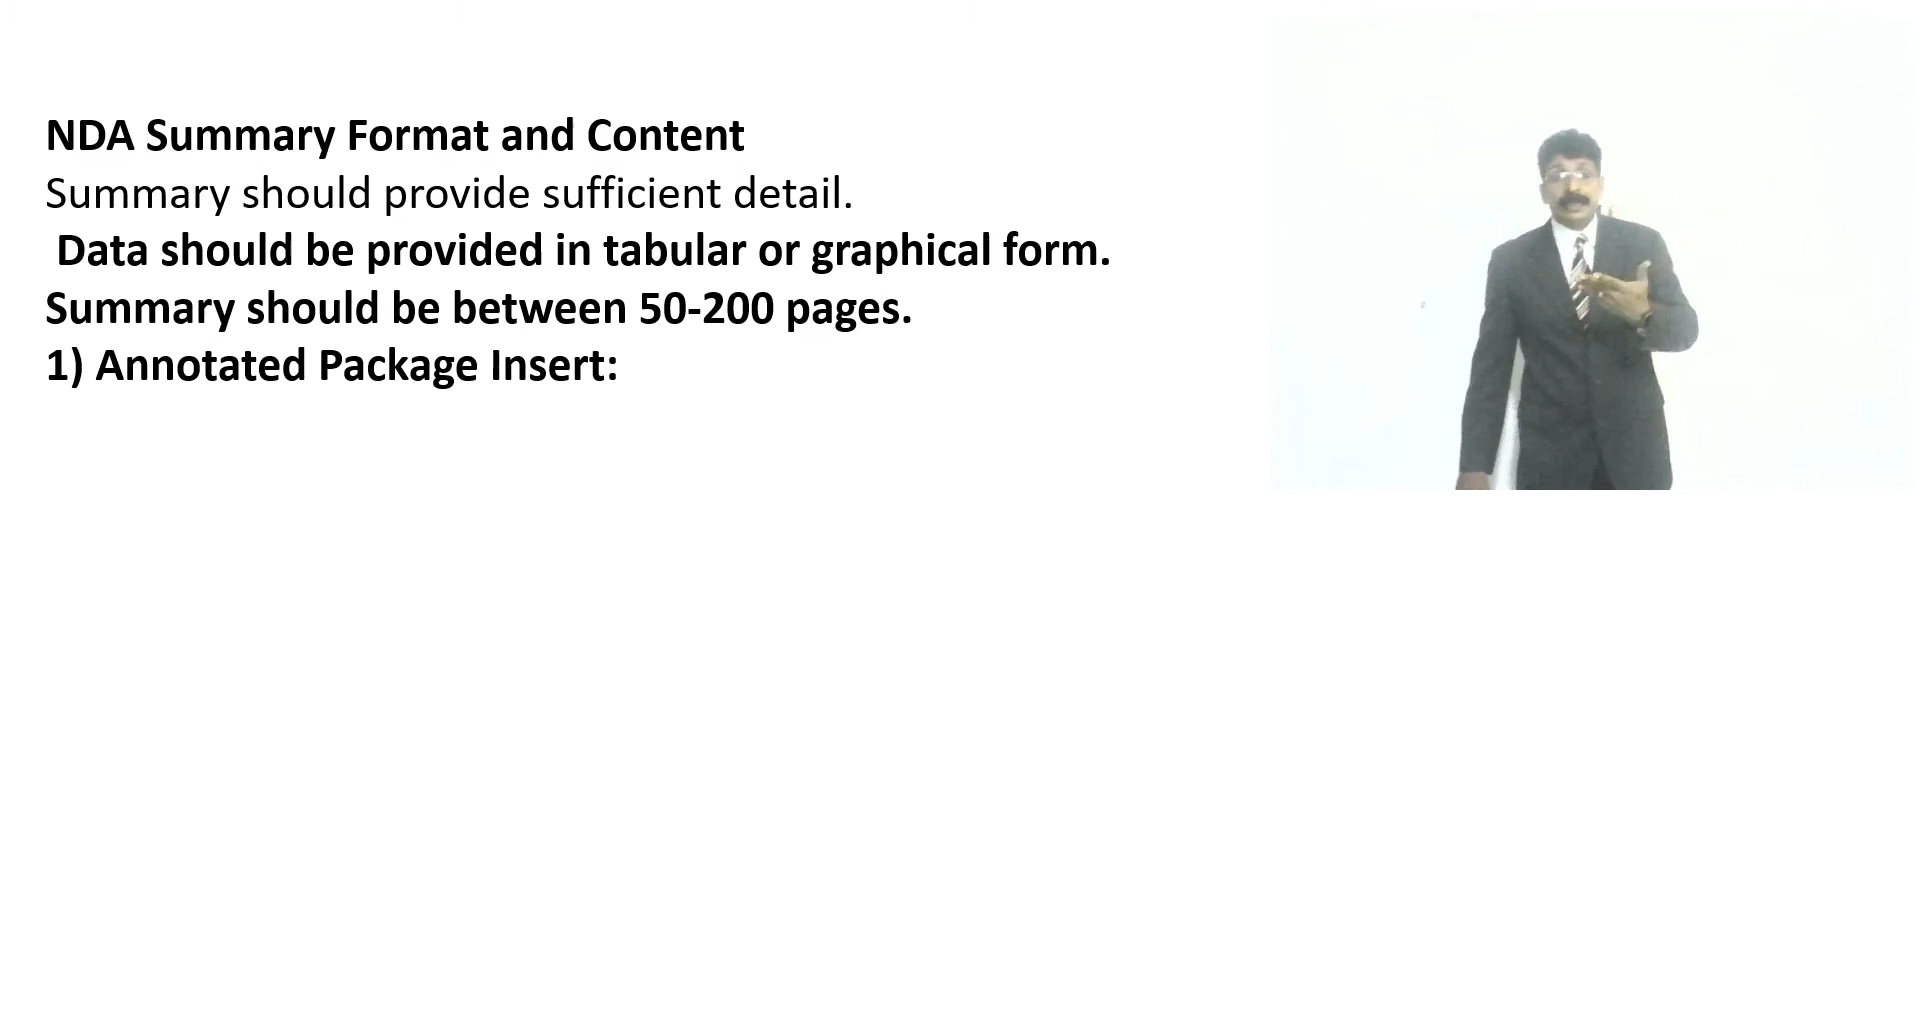 NDA Summary Format and Content
Summary should provide sufficient detail.
Data should be provided in tabular or graphical form.
Summary should be between 50-200 pages.
1) Annotated Package Insert: